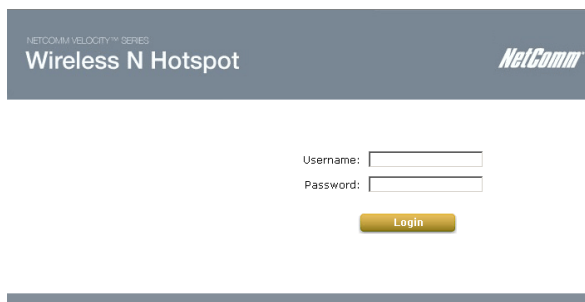 NETCOMM VELOCITY™ SERIES
Wireless N Hotspot
NetComm
Username:
Password:
Login